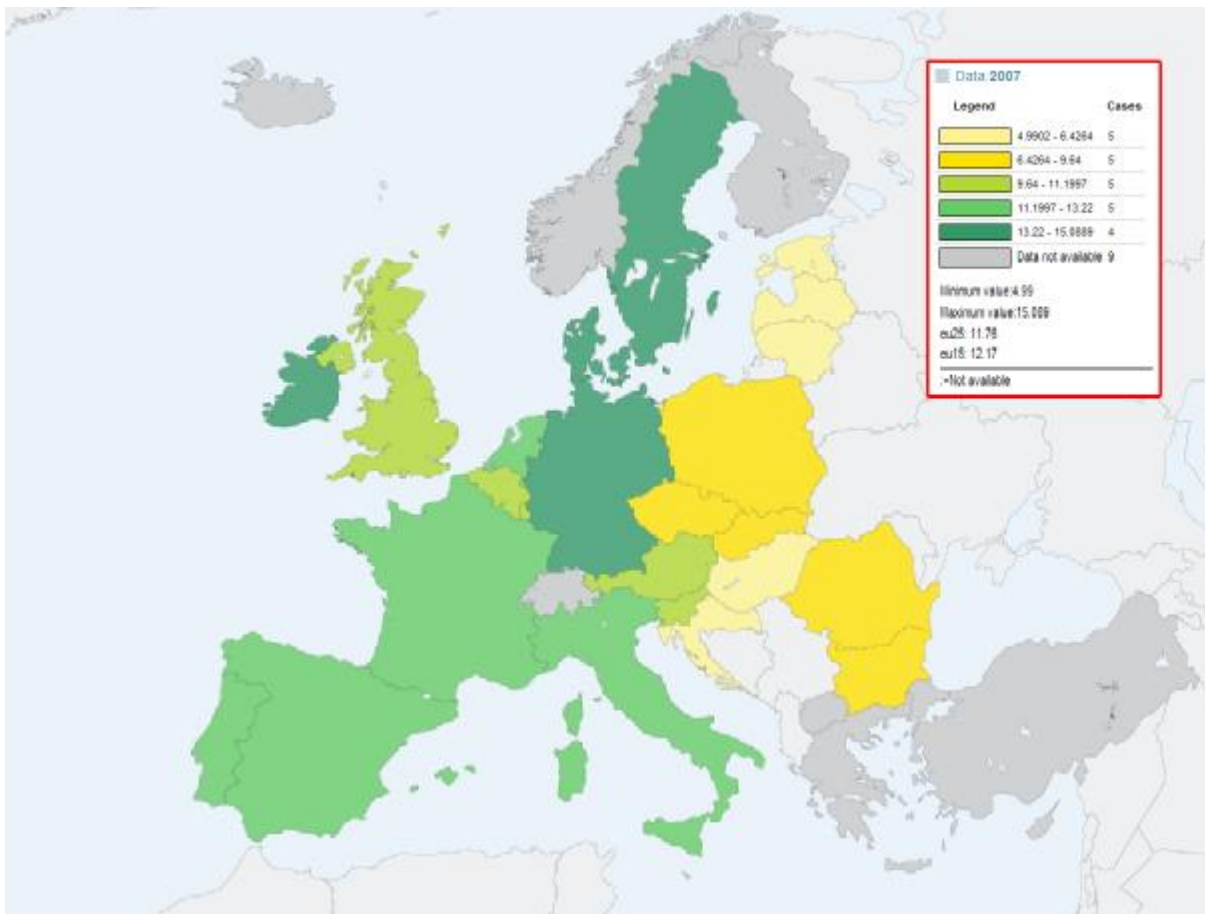 Data:2007
Legend Cases
4.9902 - 6.4264 5
6.4264 - 9.64 5
9.64 - 11.1997 5
11.1997 - 13.22 5
13.22 - 15.0889 4
Data not available 9
Minimum value:4.99
Maximum value:15.089
eu25: 11.76
eu15: 12.17
:=Not available